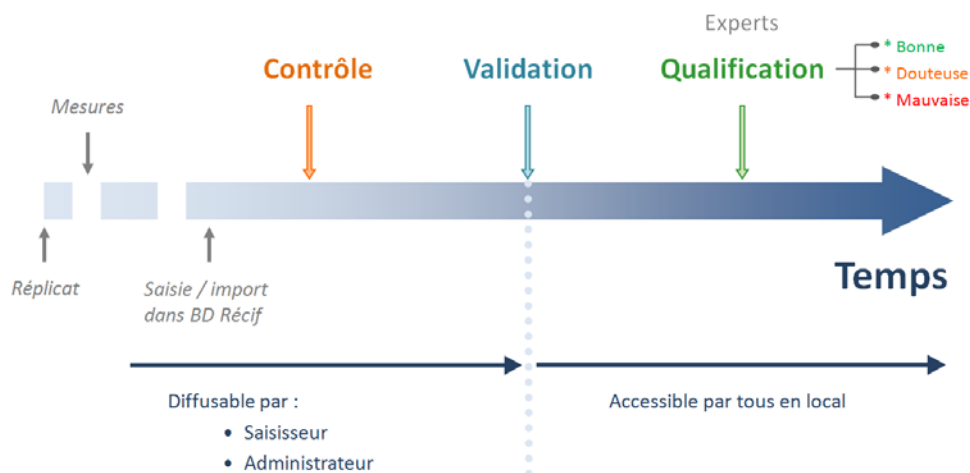 Experts
Contrôle
Validation
Qualification
* Bonne
* Douteuse
* Mauvaise
Mesures
Réplicat
Saisie / import
dans BD Récif
Temps
Diffusable par :
• Saisisseur
• Administrateur
Accessible par tous en local